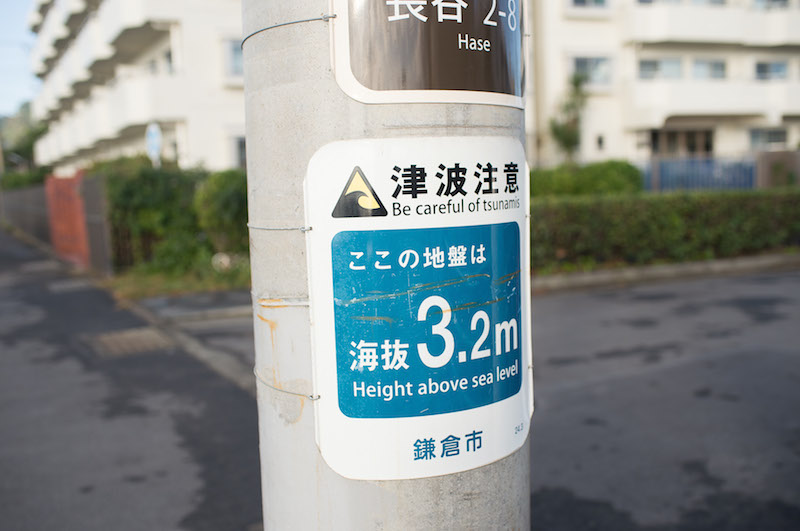 長谷 2-8
Hase
津波注意
Be careful of tsunamis
ここの地盤は
海抜 3.2m
Height above sea level
鎌倉市